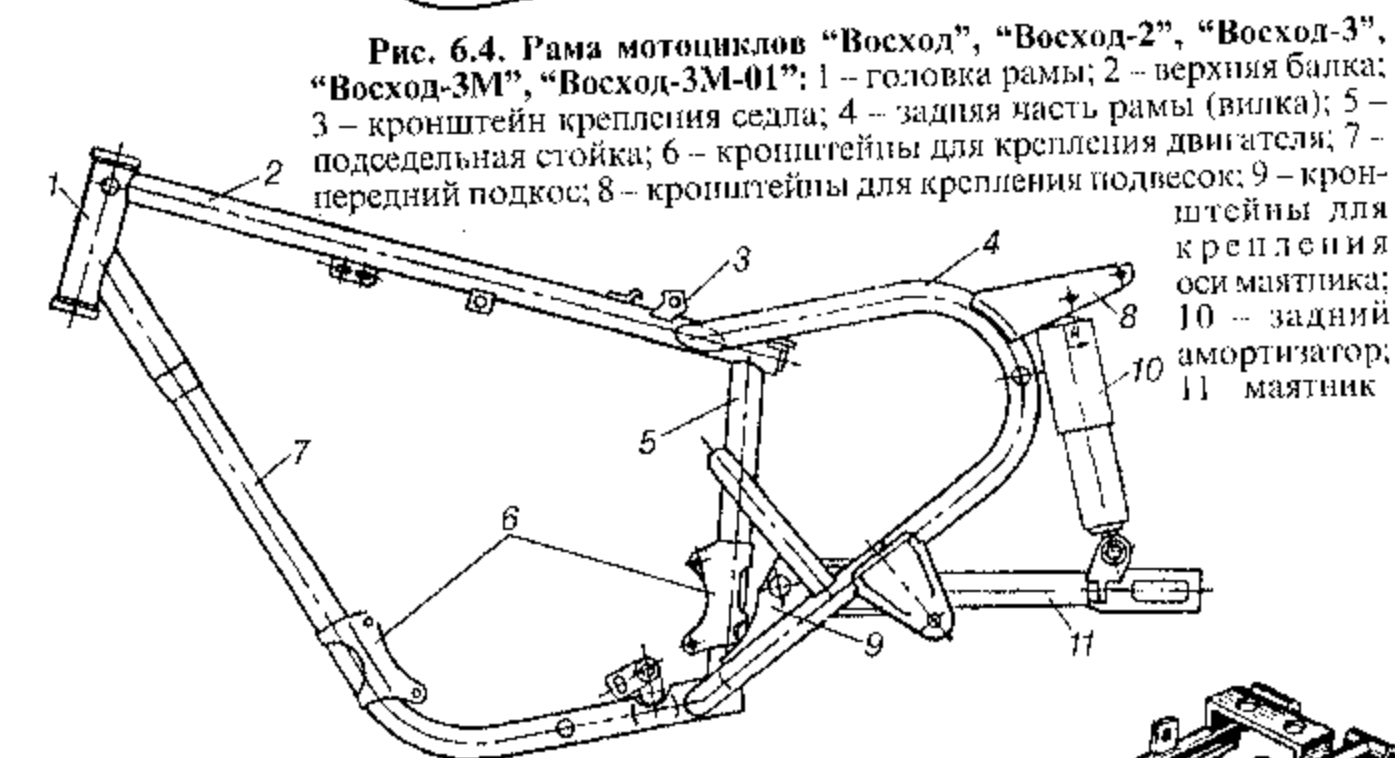 Рис. 6.4. Рама мотоциклов “Восход”, “Восход-2”, “Восход-3”,
“Восход-3М”, “Восход-3М-01”: 1 – головка рамы; 2 – верхняя балка;
3 – кронштейн крепления седла; 4 – задняя часть рамы (вилка); 5 –
подседельная стойка; 6 – кронштейны для крепления двигателя; 7 –
передний подкос; 8 – кронштейны для крепления подвесок; 9 – крон-
штейны для
крепления
оси маятника;
10 – задний
амортизатор;
11 маятник
1
2
3
4
5
6
7
8
9
10
11